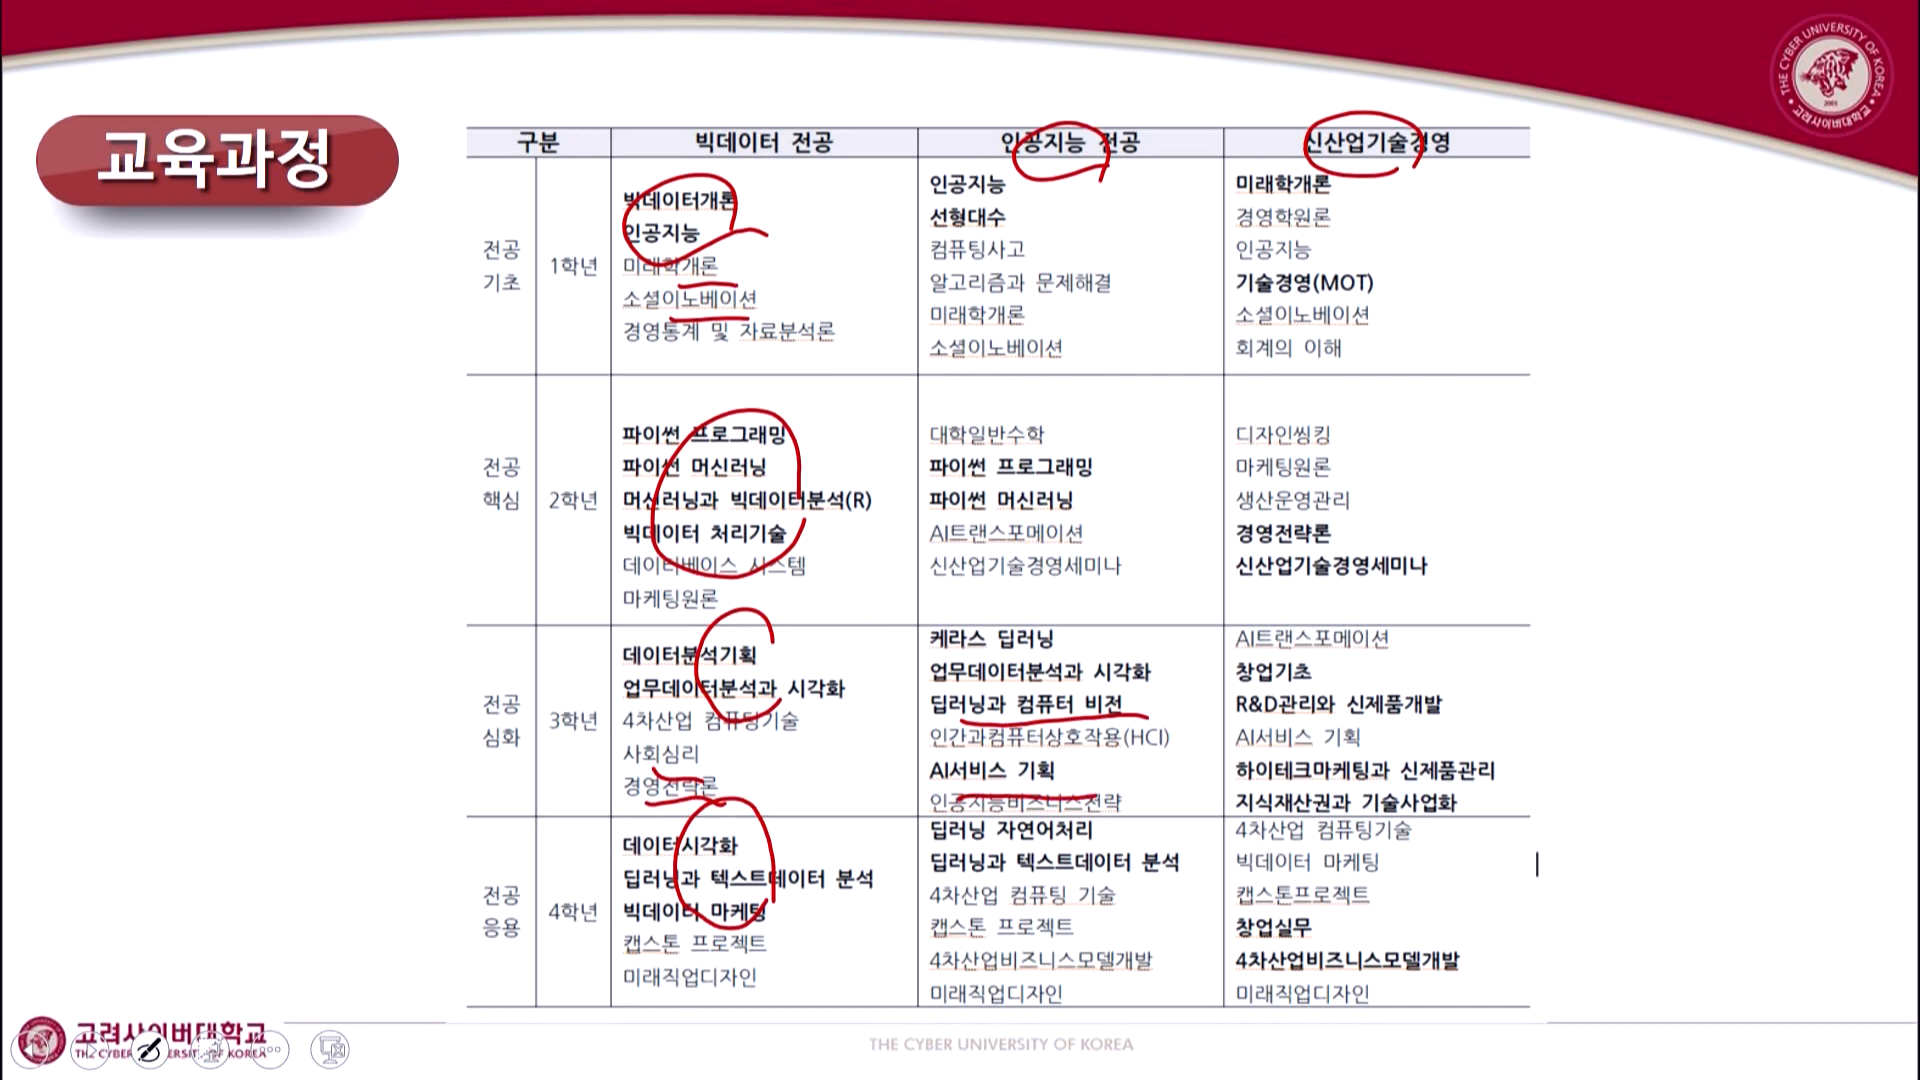 THE CYBER UNIVERSITY OF KOREA
2001
고려사이버대학교
교육과정
구분 빅데이터 전공 인공지능 전공 신산업기술경영
전공
기초
1학년
빅데이터개론
인공지능
미래학개론
소셜이노베이션
경영통계 및 자료분석론
인공지능
선형대수
컴퓨팅사고
알고리즘과 문제해결
미래학개론
소셜이노베이션
미래학개론
경영학원론
인공지능
기술경영(MOT)
소셜이노베이션
회계의 이해
전공
핵심
2학년
파이썬 프로그래밍
파이썬 머신러닝
머신러닝과 빅데이터분석(R)
빅데이터 처리기술
데이터베이스 시스템
마케팅원론
대학일반수학
파이썬 프로그래밍
파이썬 머신러닝
AI트랜스포메이션
신산업기술경영세미나
디자인씽킹
마케팅원론
생산운영관리
경영전략론
신산업기술경영세미나
전공
심화
3학년
데이터분석기획
업무데이터분석과 시각화
4차산업 컴퓨팅기술
사회심리
경영전략론
케라스 딥러닝
업무데이터분석과 시각화
딥러닝과 컴퓨터 비전
인간과컴퓨터상호작용(HCI)
AI서비스 기획
인공지능비즈니스전략
AI트랜스포메이션
창업기초
R&D관리와 신제품개발
AI서비스 기획
하이테크마케팅과 신제품관리
지식재산권과 기술사업화
전공
응용
4학년
데이터시각화
딥러닝과 텍스트데이터 분석
빅데이터 마케팅
캡스톤 프로젝트
미래직업디자인
딥러닝 자연어처리
딥러닝과 텍스트데이터 분석
4차산업 컴퓨팅 기술
캡스톤 프로젝트
4차산업비즈니스모델개발
미래직업디자인
4차산업 컴퓨팅기술
빅데이터 마케팅
캡스톤프로젝트
창업실무
4차산업비즈니스모델개발
미래직업디자인
고려사이버대학교
THE CYBER UNIVERSITY OF KOREA
THE CYBER UNIVERSITY OF KOREA